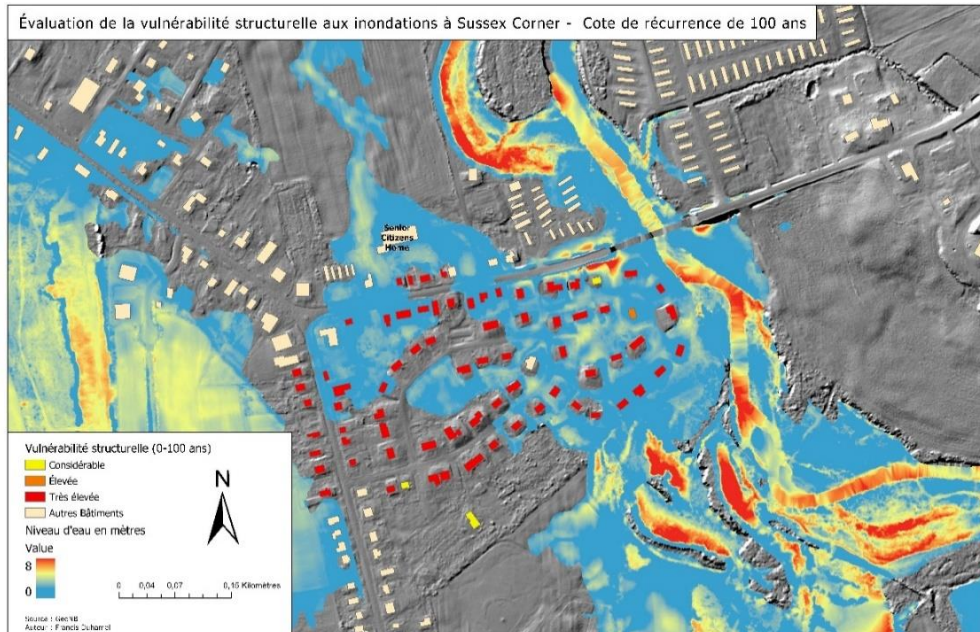 Évaluation de la vulnérabilité structurelle aux inondations à Sussex Corner - Cote de récurrence de 100 ans
Senior
Citizens
Home
Vulnérabilité structurelle (0-100 ans)
Considérable
Élevée
Très élevée
Autres Bâtiments
Niveau d'eau en mètres
Value
8
0
N
0 0,04 0,07 0,15 Kilomètres
Source : GeoNB
Auteur : Francis Duhamel